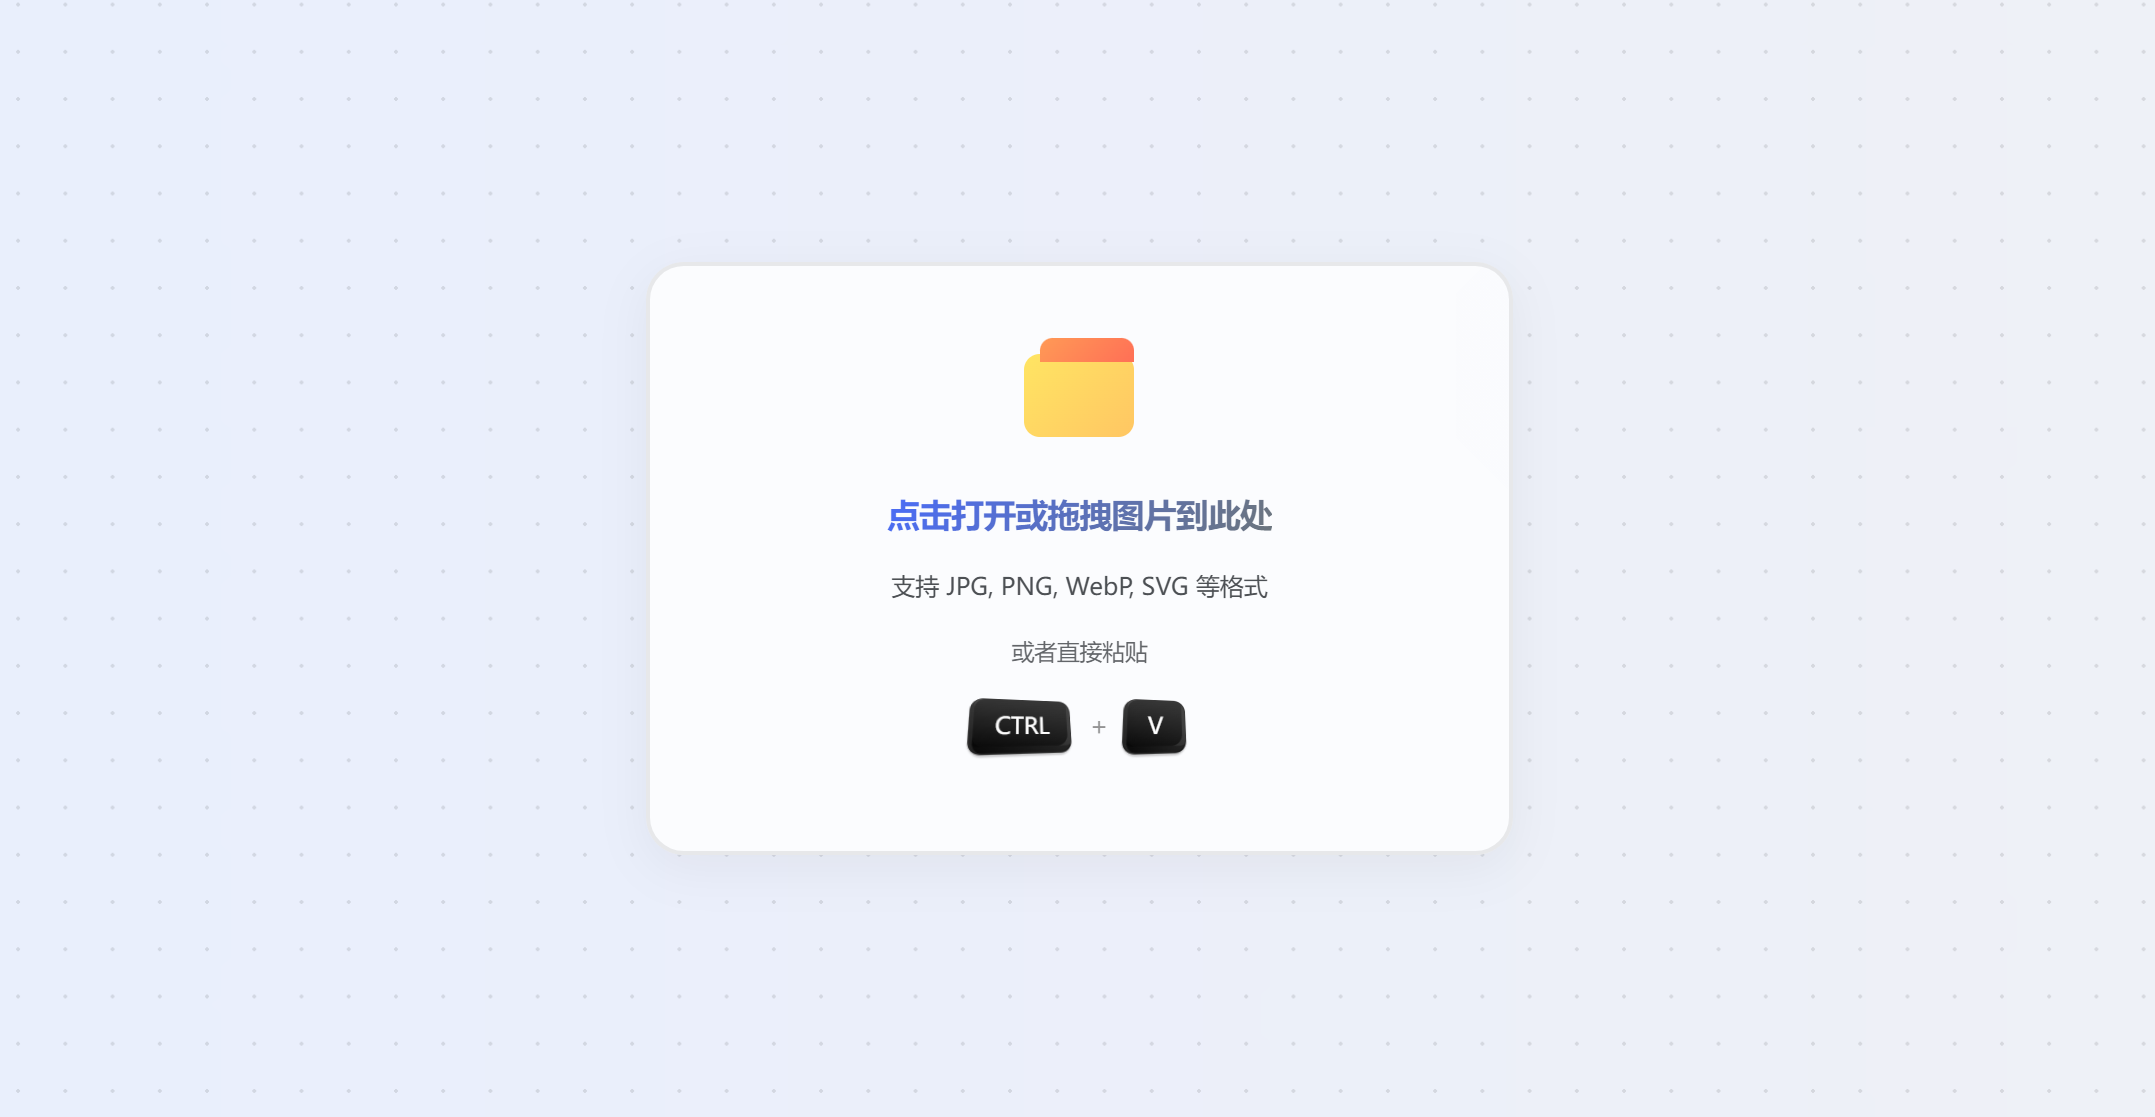 点击打开或拖拽图片到此处
支持 JPG, PNG, WebP, SVG 等格式
或者直接粘贴
CTRL + V